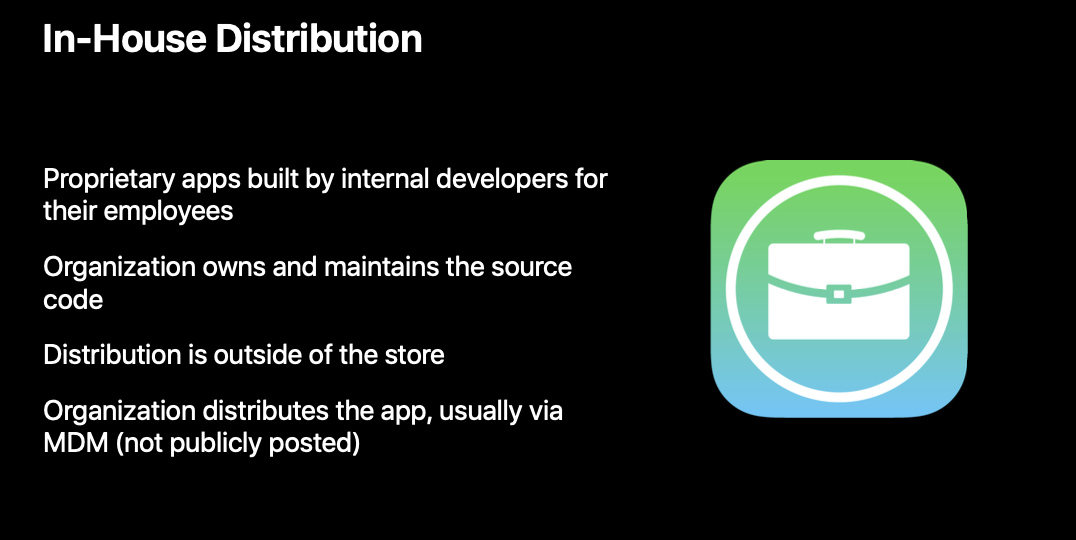 In-House Distribution
Proprietary apps built by internal developers for
their employees
Organization owns and maintains the source
code
Distribution is outside of the store
Organization distributes the app, usually via
MDM (not publicly posted)